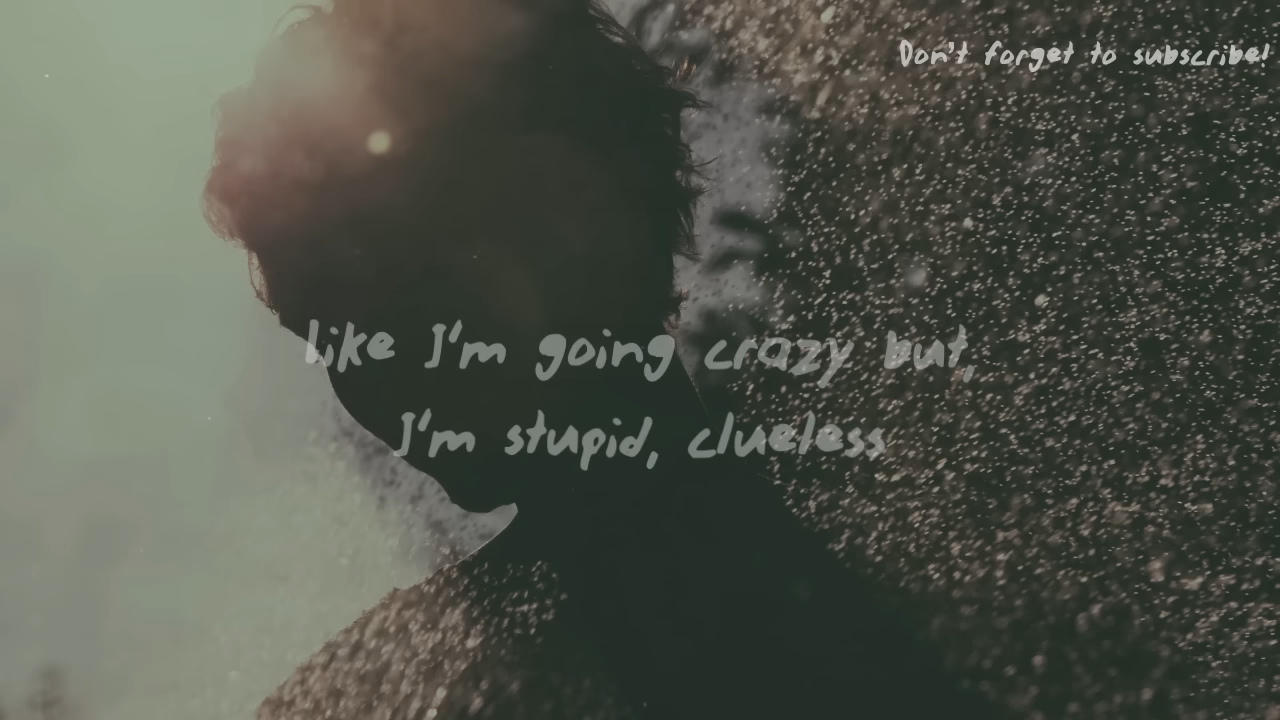 Don't forget to subscribe!
like I'm going crazy but,
I'm stupid, clueless